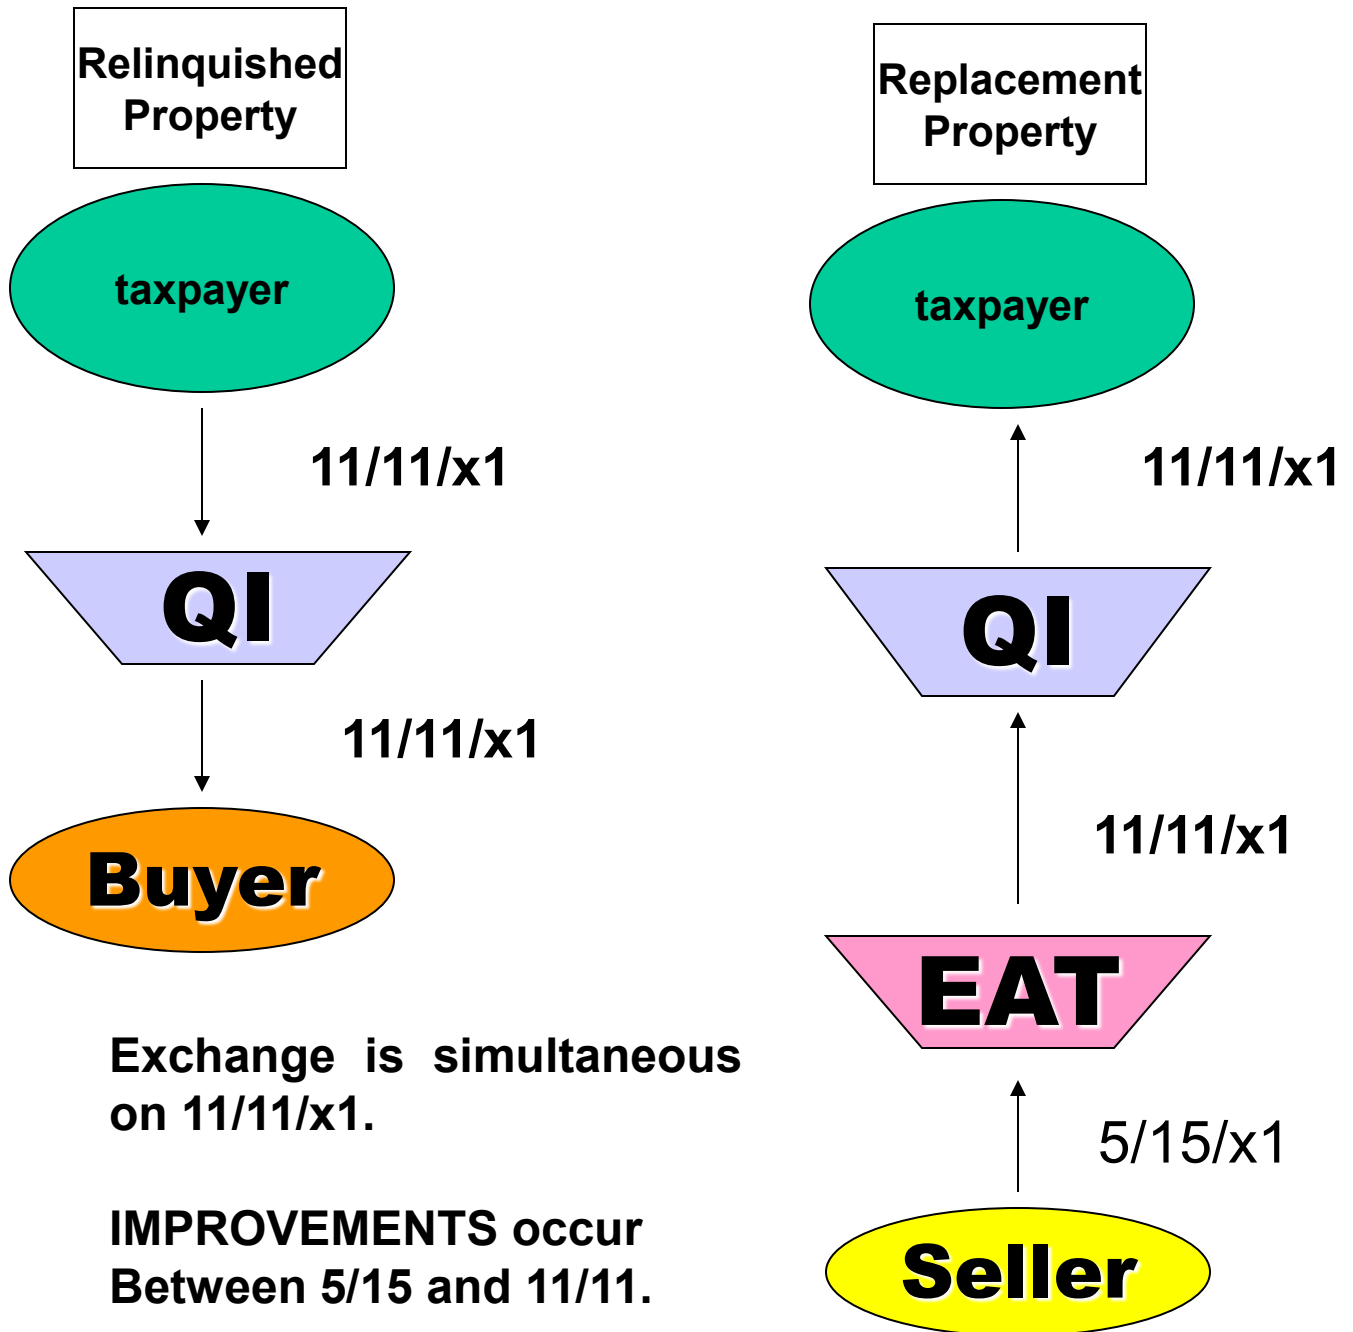 Relinquished
Property
taxpayer
11/11/x1
QI
11/11/x1
Buyer
Exchange is simultaneous
on 11/11/x1.
IMPROVEMENTS occur
Between 5/15 and 11/11.
Replacement
Property
taxpayer
11/11/x1
QI
11/11/x1
EAT
5/15/x1
Seller